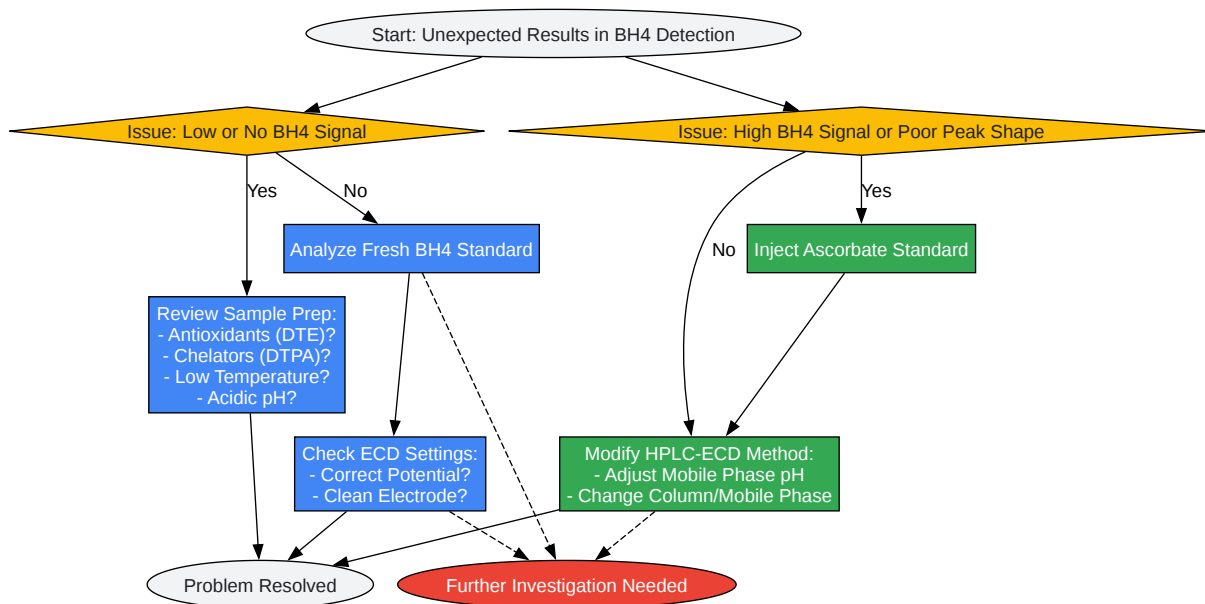 Start: Unexpected Results in BH4 Detection
Issue: Low or No BH4 Signal
Issue: High BH4 Signal or Poor Peak Shape
Yes
No
Yes
Analyze Fresh BH4 Standard
No
Inject Ascorbate Standard
Review Sample Prep:
- Antioxidants (DTE)?
- Chelators (DTPA)?
- Low Temperature?
- Acidic pH?
Check ECD Settings:
- Correct Potential?
- Clean Electrode?
Modify HPLC-ECD Method:
- Adjust Mobile Phase pH
- Change Column/Mobile Phase
Problem Resolved
Further Investigation Needed